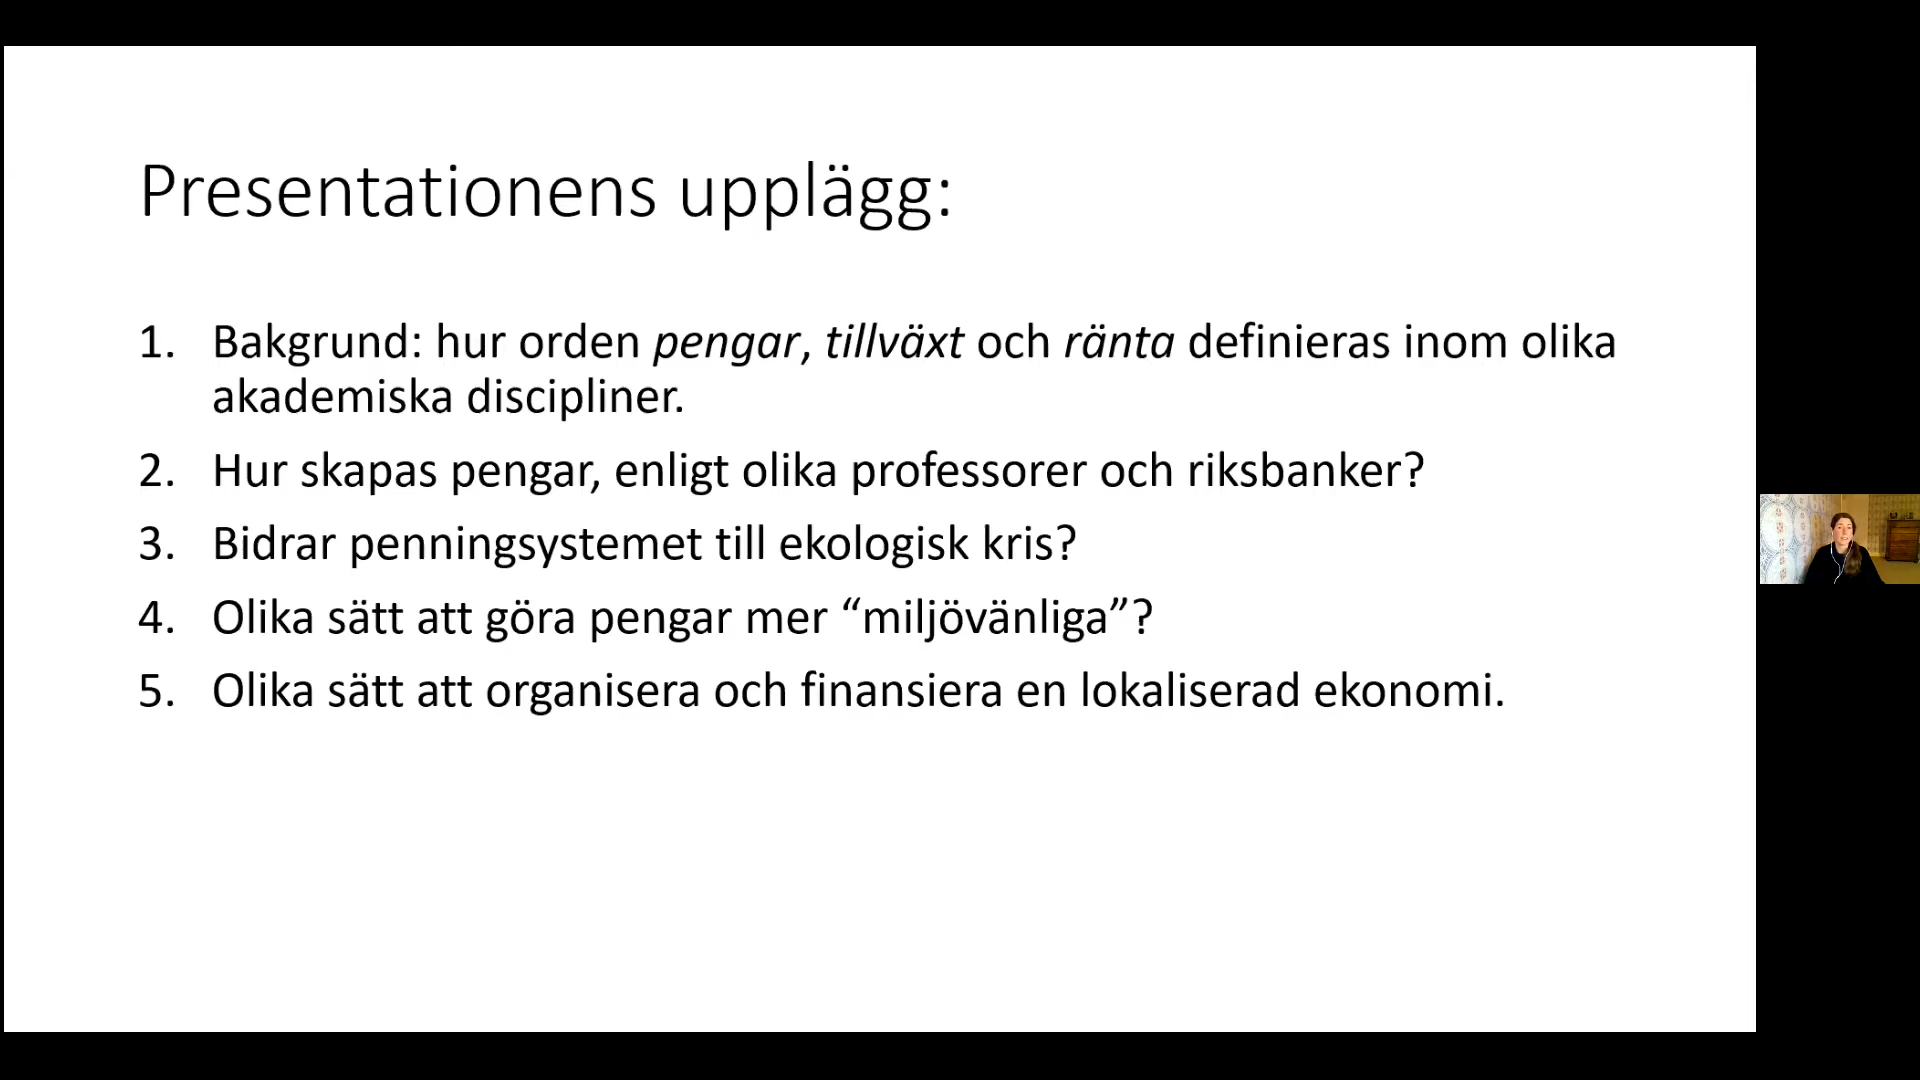 Presentationens upplägg:
1. Bakgrund: hur orden pengar, tillväxt och ränta definieras inom olika
akademiska discipliner.
2. Hur skapas pengar, enligt olika professorer och riksbanker?
3. Bidrar penningsystemet till ekologisk kris?
4. Olika sätt att göra pengar mer “miljövänliga”?
5. Olika sätt att organisera och finansiera en lokaliserad ekonomi.